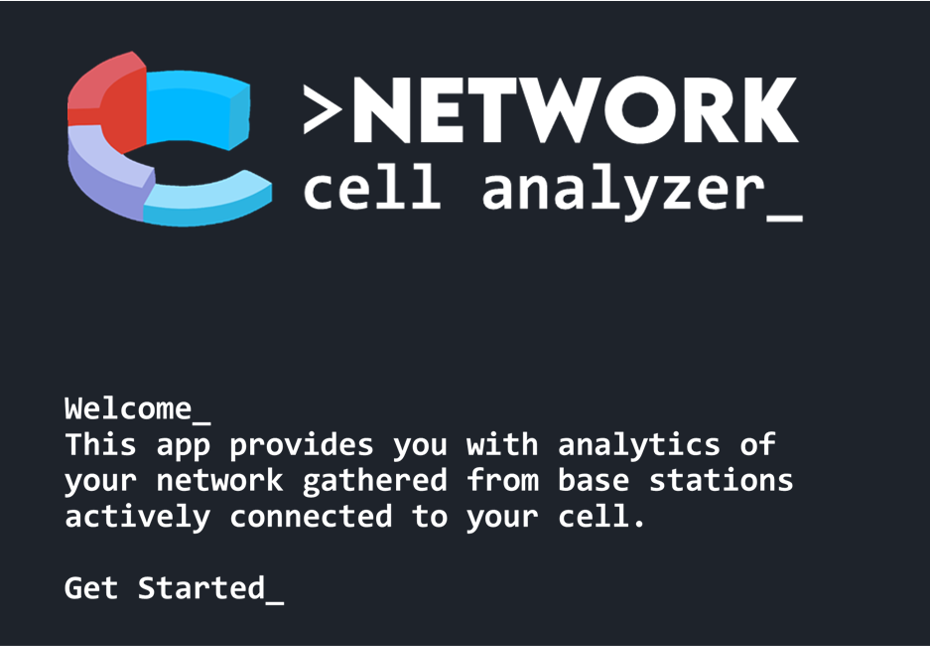 >NETWORK
cell analyzer_
Welcome_
This app provides you with analytics of
your network gathered from base stations
actively connected to your cell.
Get Started_